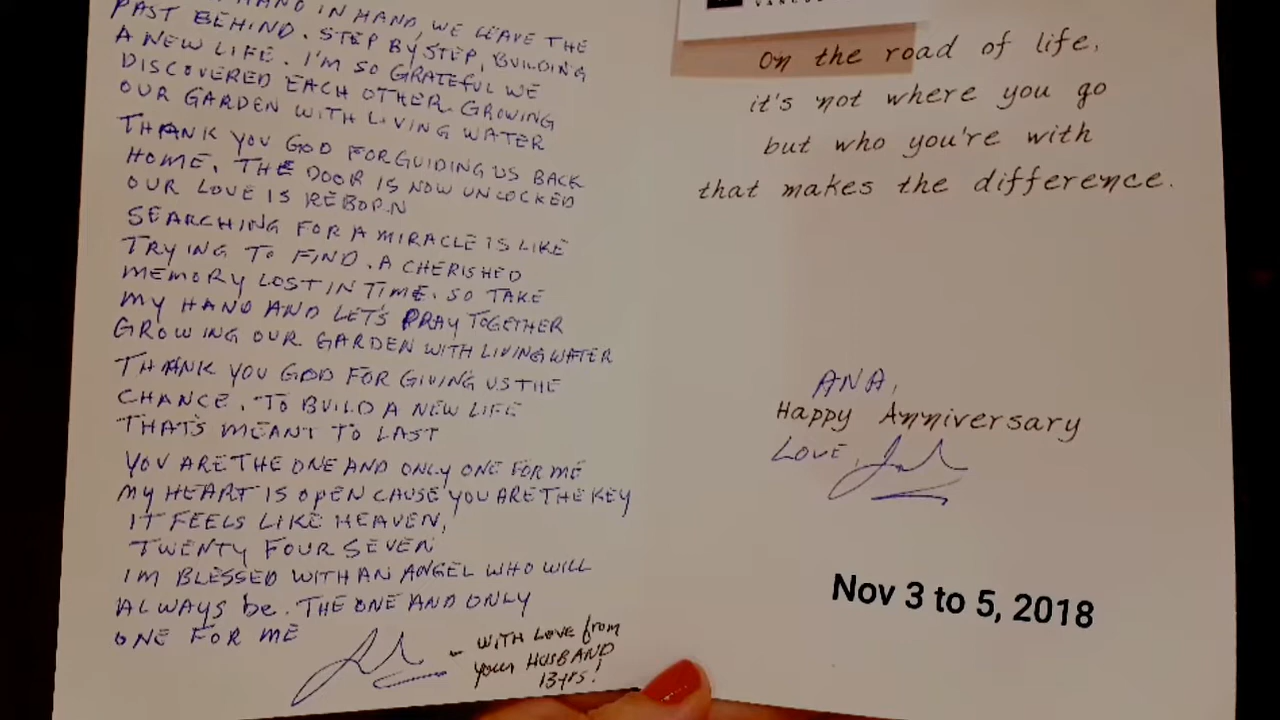 HAND IN HAND, WE LEAVE THE
PAST BEHIND. STEP BY STEP, BUILDING
A NEW LIFE. I'M SO GRATEFUL WE
DISCOVERED EACH OTHER. GROWING
OUR GARDEN WITH LIVING WATER
THANK YOU GOD FOR GUIDING US BACK
HOME. THE DOOR IS NOW UNLOCKED
OUR LOVE IS REBORN
SEARCHING FOR A MIRACLE IS LIKE
TRYING TO FIND. A CHERISHED
MEMORY LOST IN TIME. SO TAKE
MY HAND AND LET'S PRAY TOGETHER
GROWING OUR GARDEN WITH LIVING WATER
THANK YOU GOD FOR GIVING US THE
CHANCE. TO BUILD A NEW LIFE
THAT'S MEANT TO LAST
YOU ARE THE ONE AND ONLY ONE FOR ME
MY HEART IS OPEN CAUSE YOU ARE THE KEY
IT FEELS LIKE HEAVEN,
TWENTY FOUR SEVEN
I'M BLESSED WITH AN ANGEL WHO WILL
ALWAYS be. THE ONE AND ONLY
ONE FOR ME
- WITH LOVE from
your HUSBAND
13yrs!
On the road of life,
it's not where you go
but who you're with
that makes the difference.
ANA,
Happy Anniversary
LOVE,
Nov 3 to 5, 2018